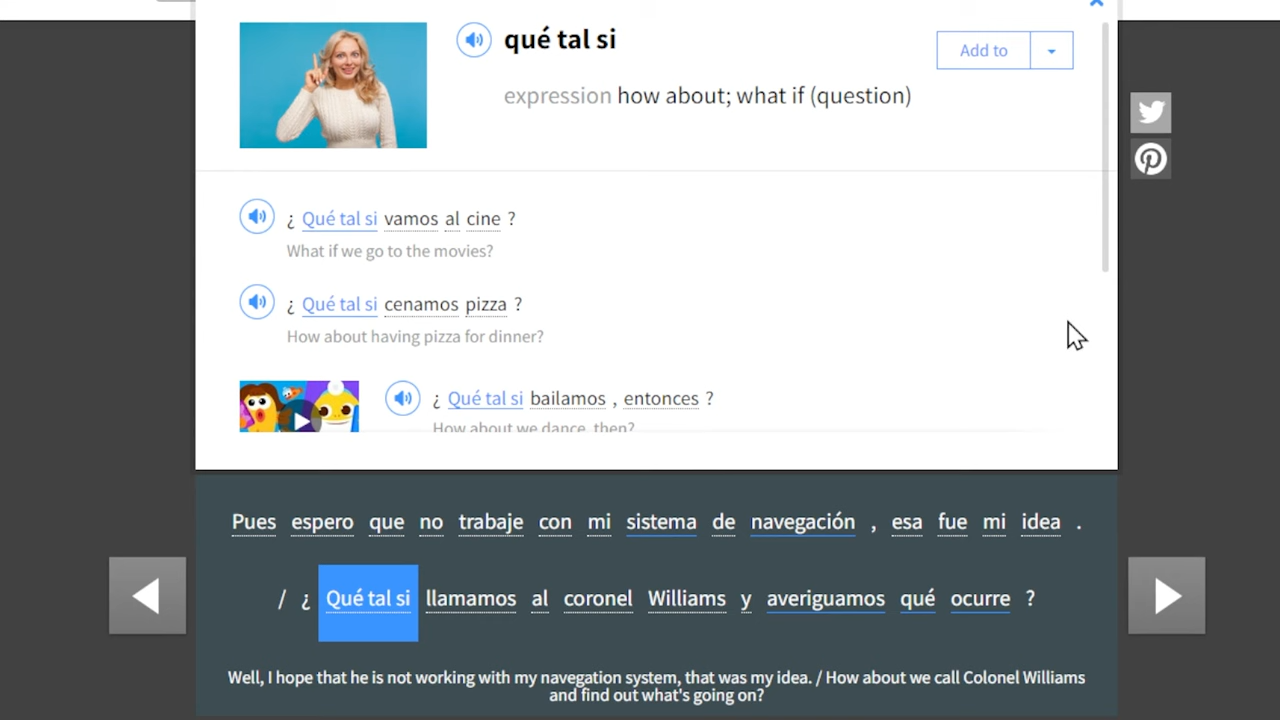 qué tal si
Add to
expression how about; what if (question)
¿ Qué tal si vamos al cine ?
What if we go to the movies?
¿ Qué tal si cenamos pizza ?
How about having pizza for dinner?
¿ Qué tal si bailamos , entonces ?
How about we dance, then?
Pues espero que no trabaje con mi sistema de navegación , esa fue mi idea .
/ ¿ Qué tal si llamamos al coronel Williams y averiguamos qué ocurre ?
Well, I hope that he is not working with my navegation system, that was my idea. / How about we call Colonel Williams
and find out what's going on?